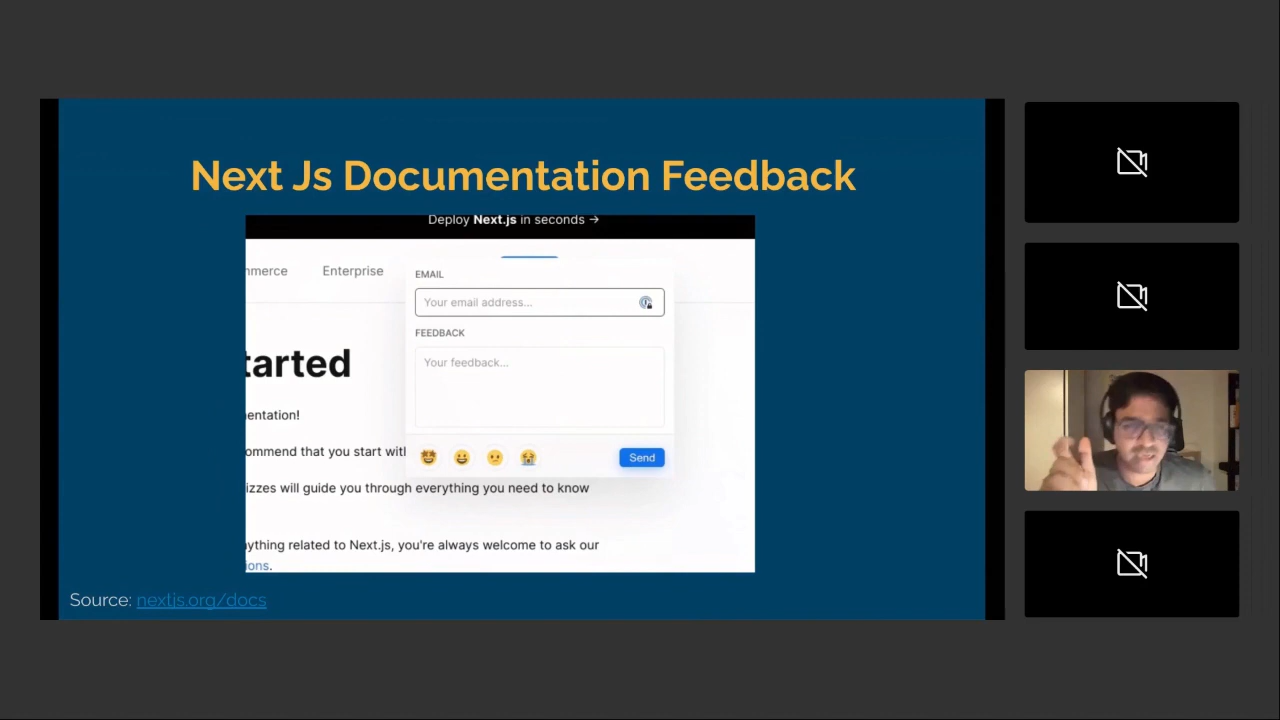 Next Js Documentation Feedback
Deploy Next.js in seconds →
mmerce Enterprise
EMAIL
Your email address...
FEEDBACK
Your feedback...
tarted
entation!
ommend that you start with
Send
izzes will guide you through everything you need to know
ything related to Next.js, you're always welcome to ask our
ions.
Source: nextjs.org/docs